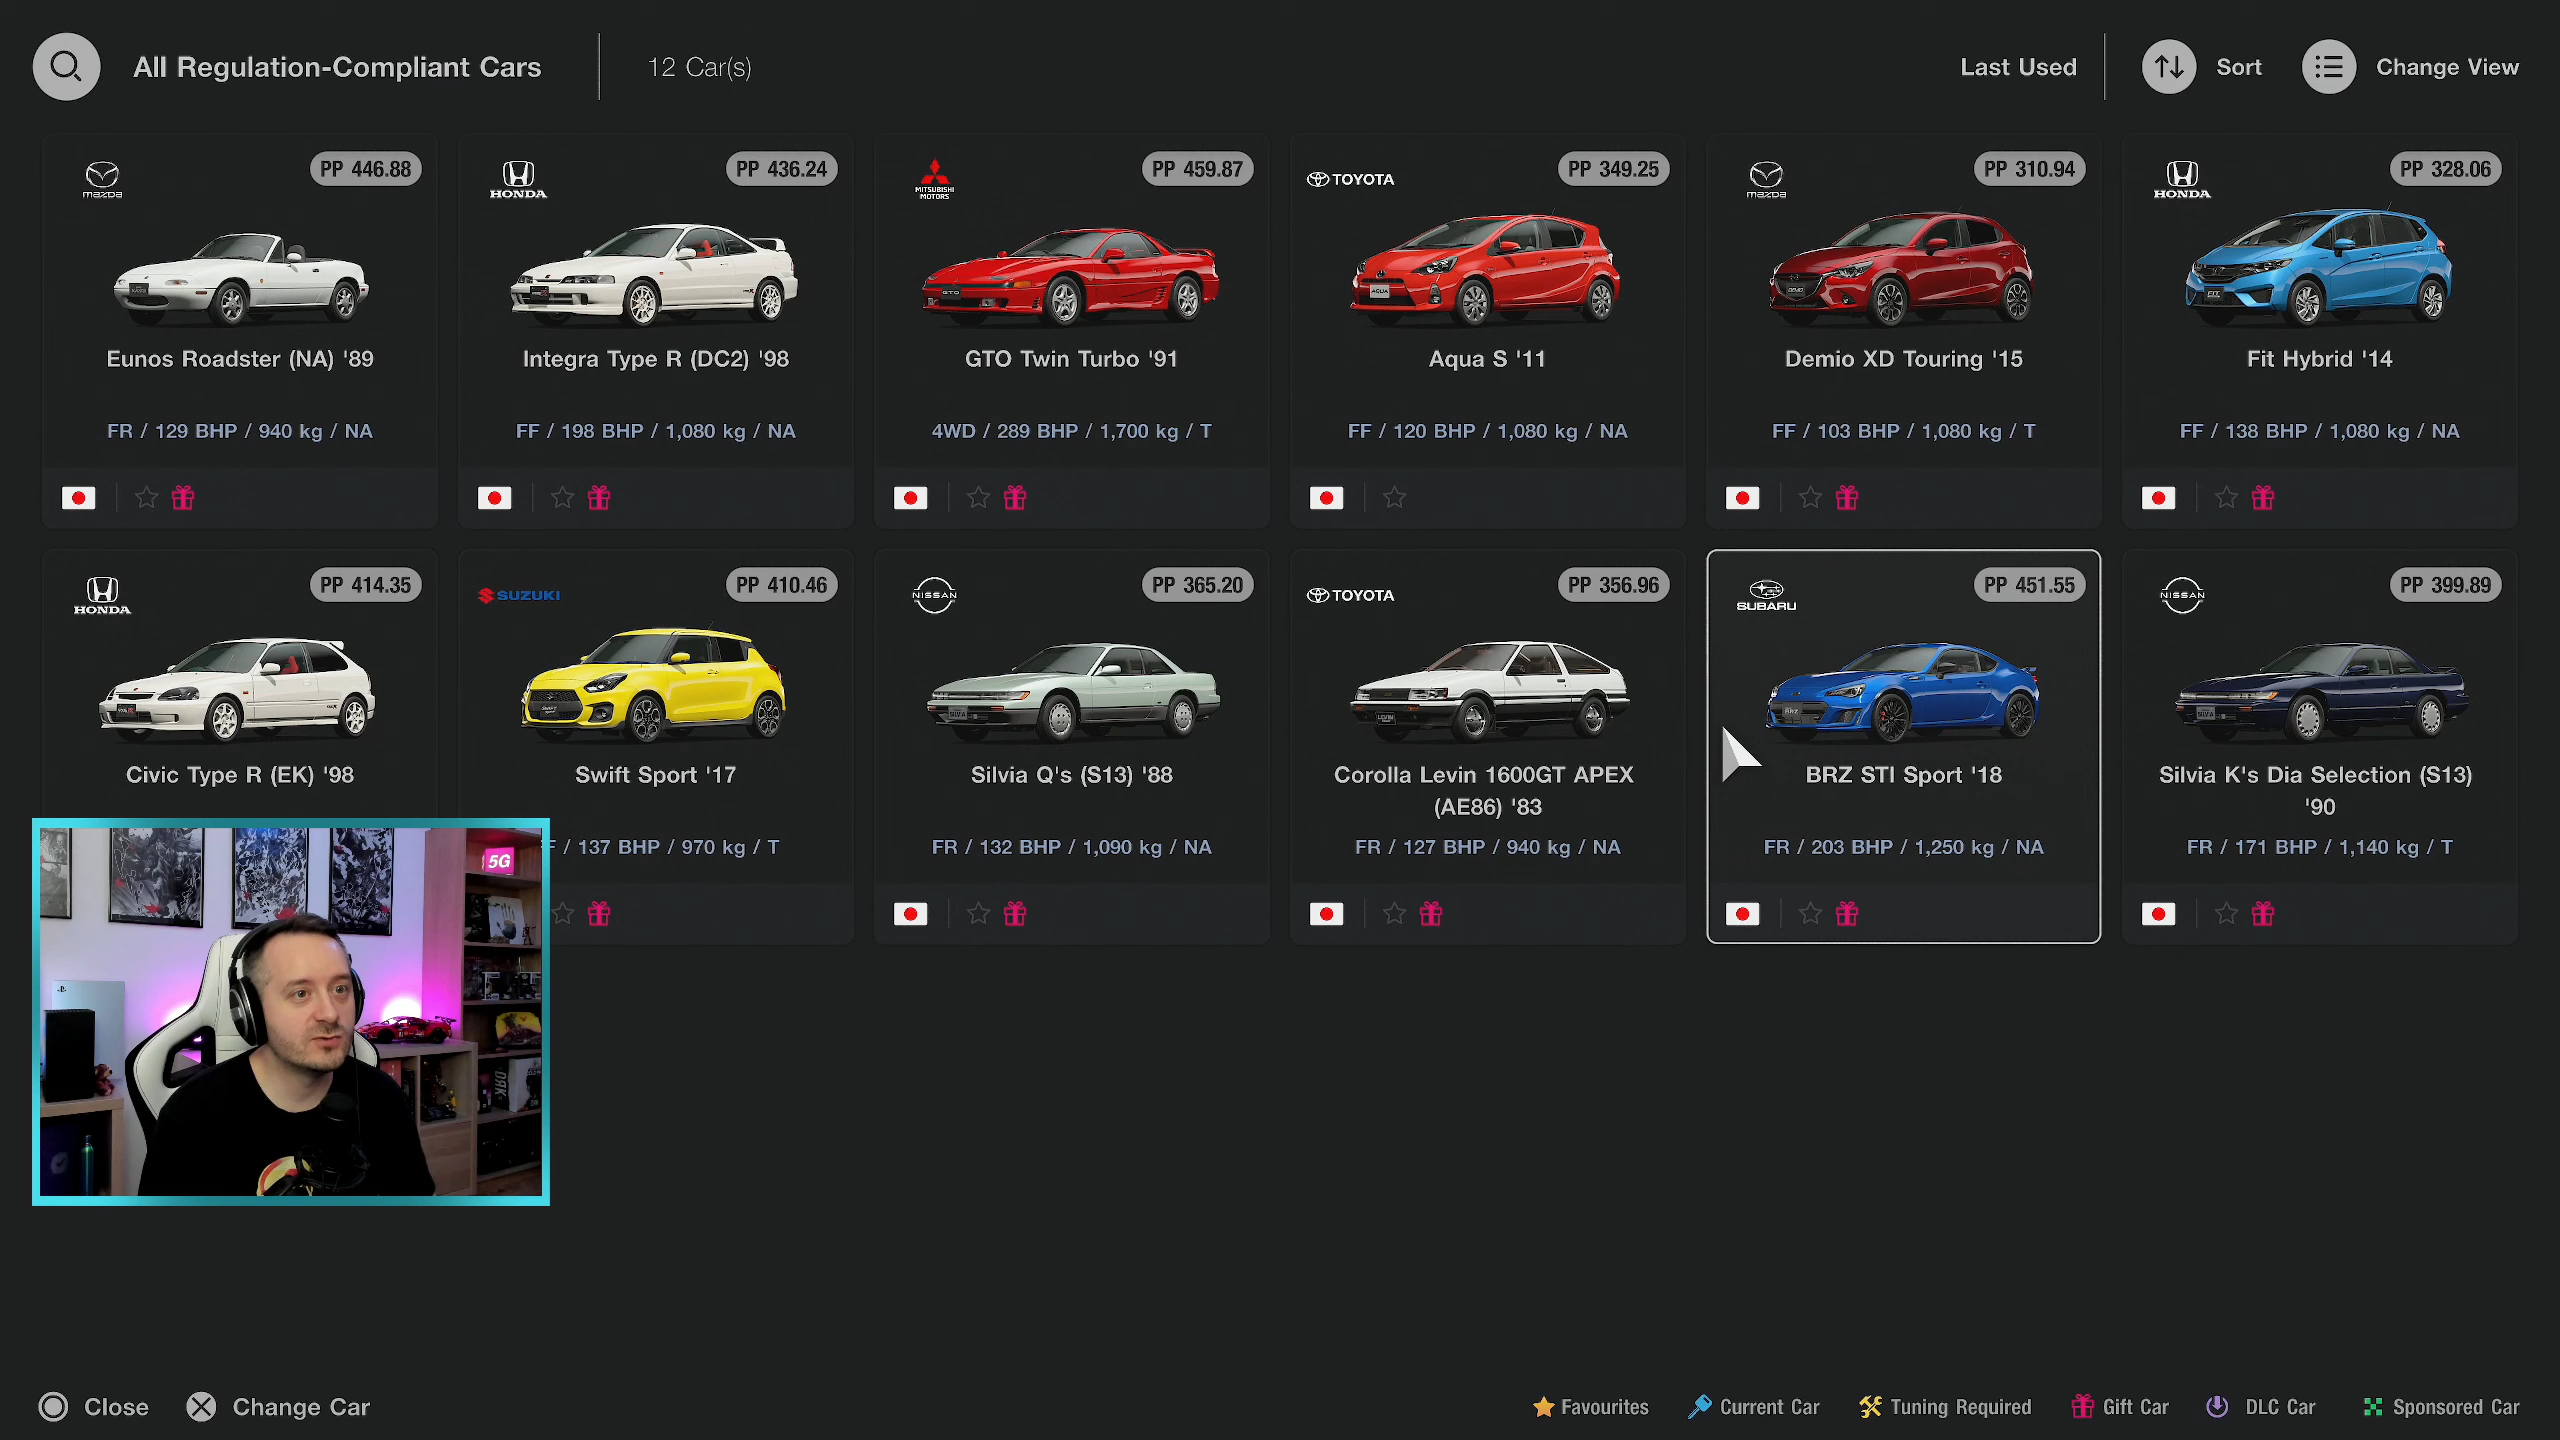 All Regulation-Compliant Cars
12 Car(s)
Last Used
Sort
Change View
mazda
PP 446.88
Eunos Roadster (NA) '89
FR / 129 BHP / 940 kg / NA
HONDA
PP 436.24
Integra Type R (DC2) '98
FF / 198 BHP / 1,080 kg / NA
MITSUBISHI
MOTORS
PP 459.87
GTO Twin Turbo '91
4WD / 289 BHP / 1,700 kg / T
TOYOTA
PP 349.25
Aqua S '11
FF / 120 BHP / 1,080 kg / NA
mazda
PP 310.94
Demio XD Touring '15
FF / 103 BHP / 1,080 kg / T
HONDA
PP 328.06
Fit Hybrid '14
FF / 138 BHP / 1,080 kg / NA
HONDA
PP 414.35
Civic Type R (EK) '98
SUZUKI
PP 410.46
Swift Sport '17
/ 137 BHP / 970 kg / T
NISSAN
PP 365.20
Silvia Q's (S13) '88
FR / 132 BHP / 1,090 kg / NA
TOYOTA
PP 356.96
Corolla Levin 1600GT APEX
(AE86) '83
FR / 127 BHP / 940 kg / NA
SUBARU
PP 451.55
BRZ STI Sport '18
FR / 203 BHP / 1,250 kg / NA
NISSAN
PP 399.89
Silvia K's Dia Selection (S13)
'90
FR / 171 BHP / 1,140 kg / T
5G
Close
Change Car
Favourites
Current Car
Tuning Required
Gift Car
DLC Car
Sponsored Car